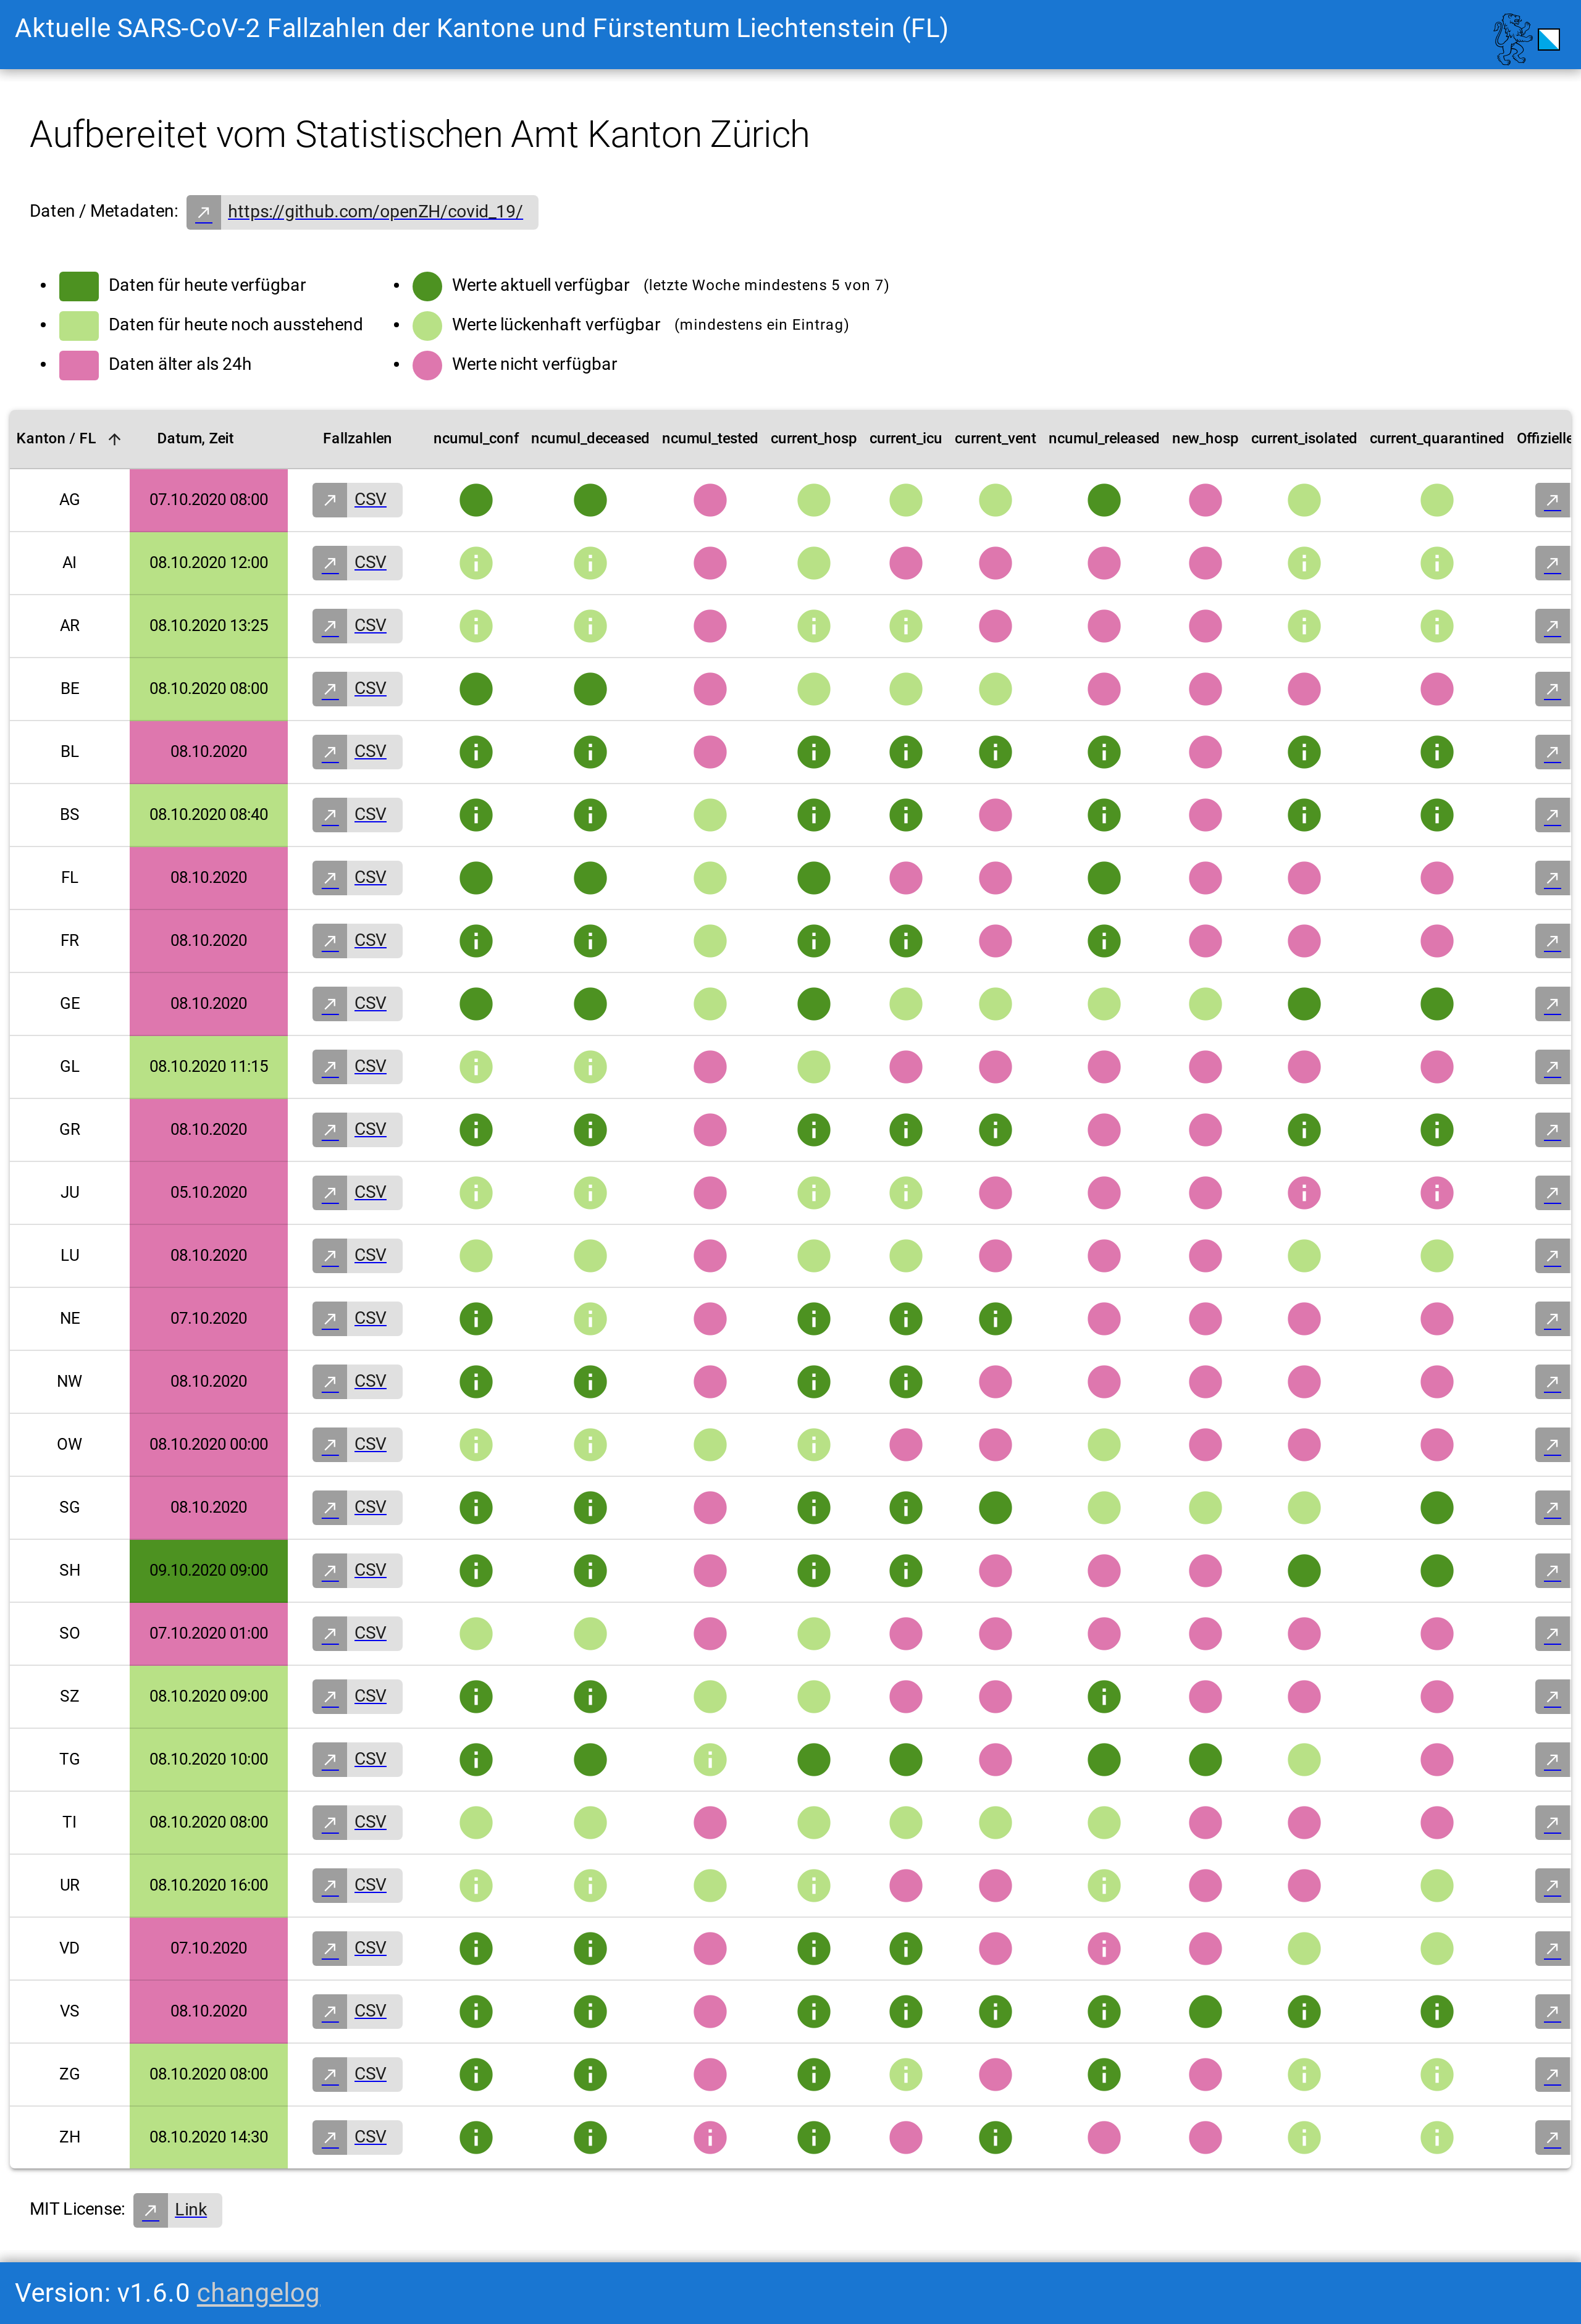 Aktuelle SARS-CoV-2 Fallzahlen der Kantone und Fürstentum Liechtenstein (FL)
Aufbereitet vom Statistischen Amt Kanton Zürich
Daten / Metadaten: https://github.com/openZH/covid_19/
Daten für heute verfügbar
Daten für heute noch ausstehend
Daten älter als 24h
Werte aktuell verfügbar (letzte Woche mindestens 5 von 7)
Werte lückenhaft verfügbar (mindestens ein Eintrag)
Werte nicht verfügbar
Kanton / FL Datum, Zeit Fallzahlen ncumul_conf ncumul_deceased ncumul_tested current_hosp current_icu current_vent ncumul_released new_hosp current_isolated current_quarantined Offizielle
AG 07.10.2020 08:00 CSV
AI 08.10.2020 12:00 CSV
AR 08.10.2020 13:25 CSV
BE 08.10.2020 08:00 CSV
BL 08.10.2020 CSV
BS 08.10.2020 08:40 CSV
FL 08.10.2020 CSV
FR 08.10.2020 CSV
GE 08.10.2020 CSV
GL 08.10.2020 11:15 CSV
GR 08.10.2020 CSV
JU 05.10.2020 CSV
LU 08.10.2020 CSV
NE 07.10.2020 CSV
NW 08.10.2020 CSV
OW 08.10.2020 00:00 CSV
SG 08.10.2020 CSV
SH 09.10.2020 09:00 CSV
SO 07.10.2020 01:00 CSV
SZ 08.10.2020 09:00 CSV
TG 08.10.2020 10:00 CSV
TI 08.10.2020 08:00 CSV
UR 08.10.2020 16:00 CSV
VD 07.10.2020 CSV
VS 08.10.2020 CSV
ZG 08.10.2020 08:00 CSV
ZH 08.10.2020 14:30 CSV
MIT License: Link
Version: v1.6.0 changelog